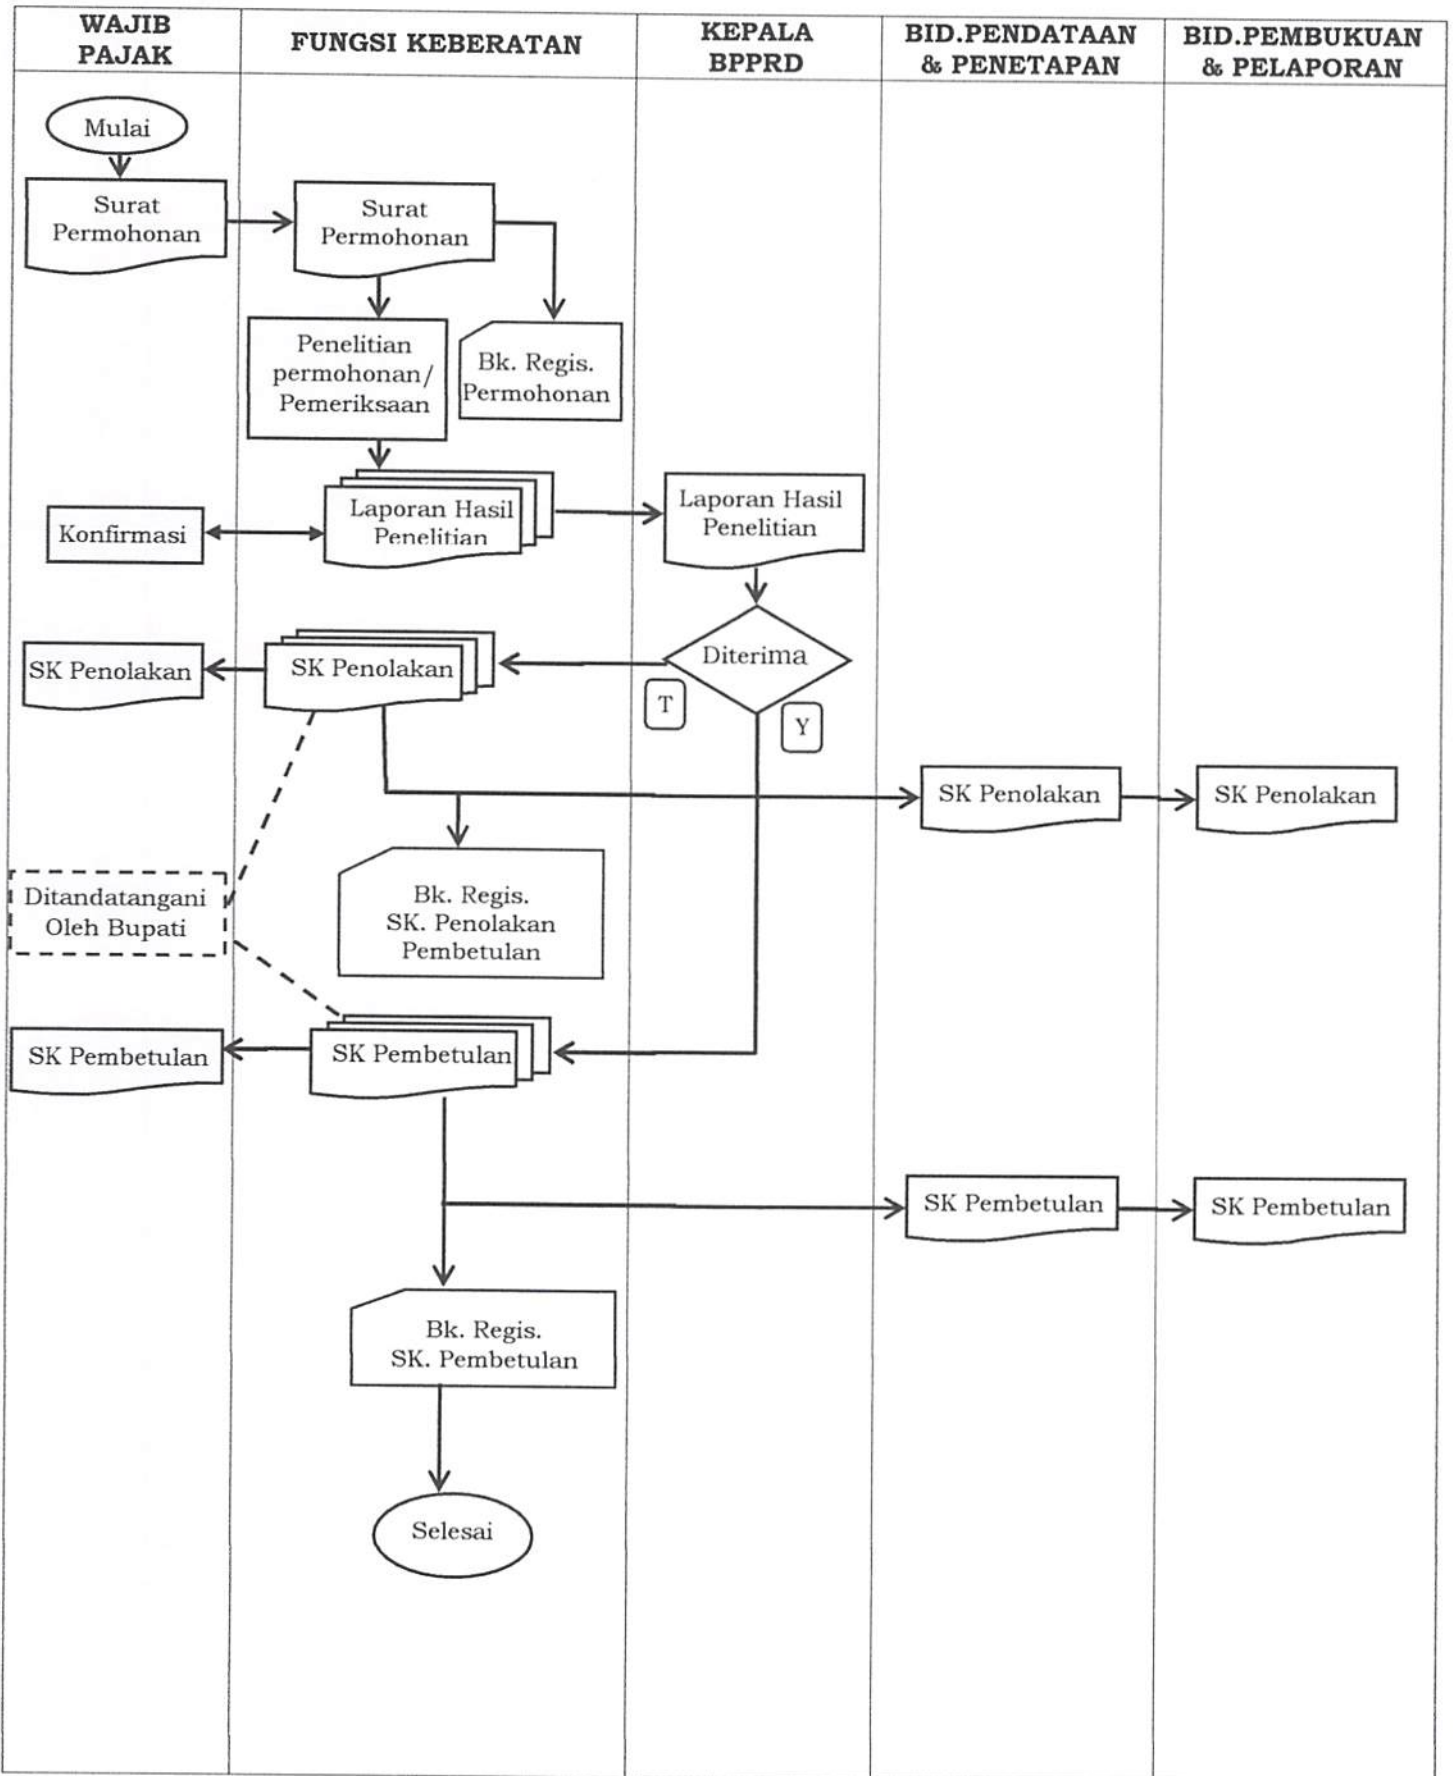 WAJIB
PAJAK
FUNGSI KEBERATAN
KEPALA
BPPRD
BID.PENDATAAN
& PENETAPAN
BID.PEMBUKUAN
& PELAPORAN
Mulai
Surat
Permohonan
Surat
Permohonan
Penelitian
permohonan/
Pemeriksaan
Bk. Regis.
Permohonan
Konfirmasi
Laporan Hasil
Penelitian
Laporan Hasil
Penelitian
SK Penolakan
SK Penolakan
Diterima
T
Y
SK Penolakan
SK Penolakan
Ditandatangani
Oleh Bupati
Bk. Regis.
SK. Penolakan
Pembetulan
SK Pembetulan
SK Pembetulan
SK Pembetulan
SK Pembetulan
Bk. Regis.
SK. Pembetulan
Selesai